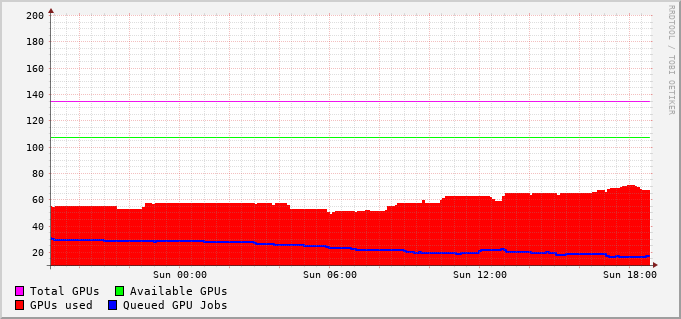 200
180
160
140
120
100
80
60
40
20
Sun 00:00 Sun 06:00 Sun 12:00 Sun 18:00
Total GPUs Available GPUs
GPUs used Queued GPU Jobs
RRDTOOL / TOBI OETIKER